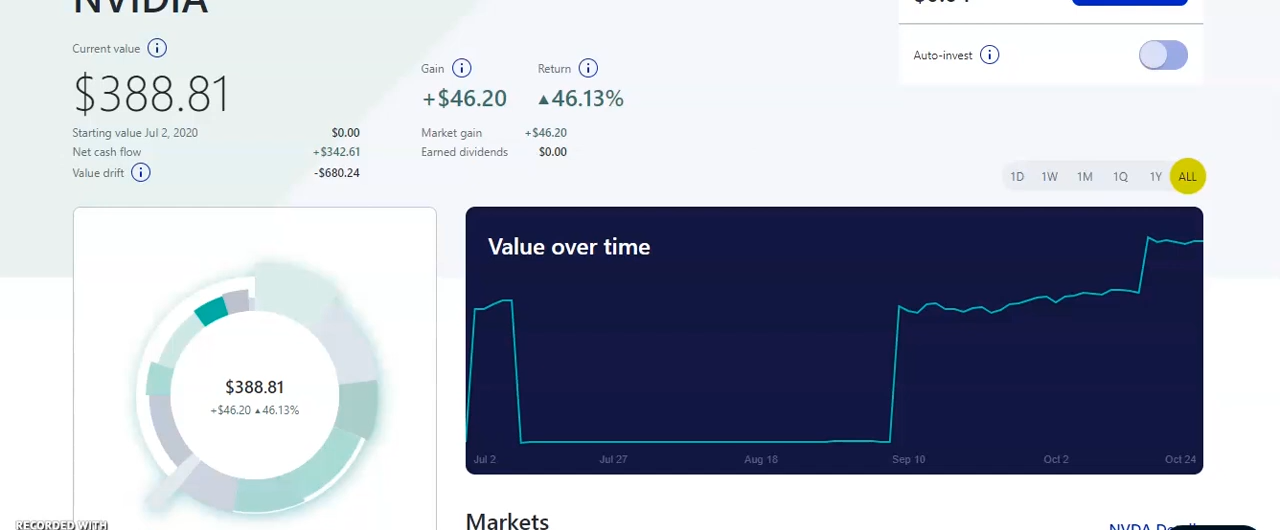 NVIDIA
Current value
$388.81
Starting value Jul 2, 2020 $0.00
Net cash flow +$342.61
Value drift -$680.24
Gain
+$46.20
Return
▲46.13%
Market gain +$46.20
Earned dividends $0.00
Auto-invest
1D 1W 1M 1Q 1Y ALL
$388.81
+$46.20 ▲46.13%
Value over time
Jul 2 Jul 27 Aug 18 Sep 10 Oct 2 Oct 24
Markets
NVDA
RECORDED WITH